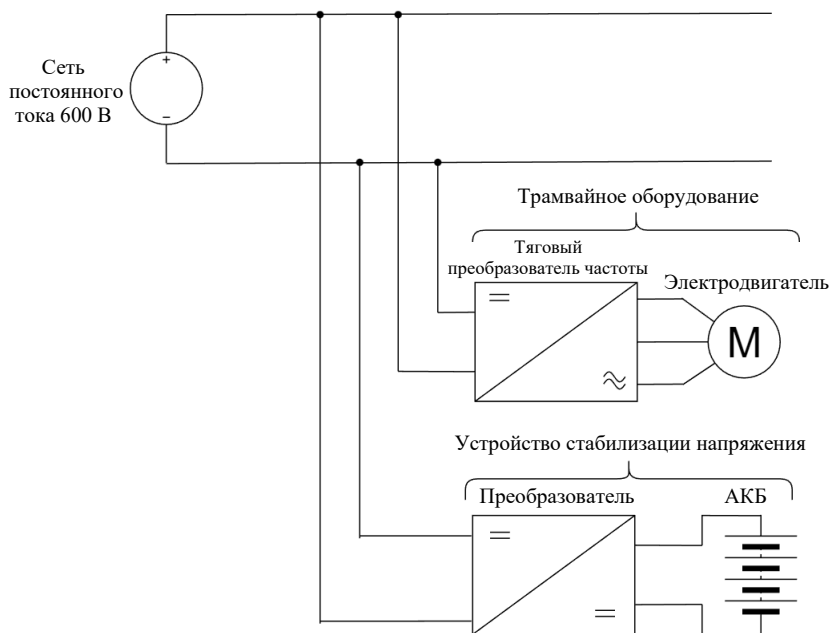 Сеть
постоянного
тока 600 В
+
−
Трамвайное оборудование
Тяговый
преобразователь частоты
Электродвигатель
М
Устройство стабилизации напряжения
Преобразователь
АКБ